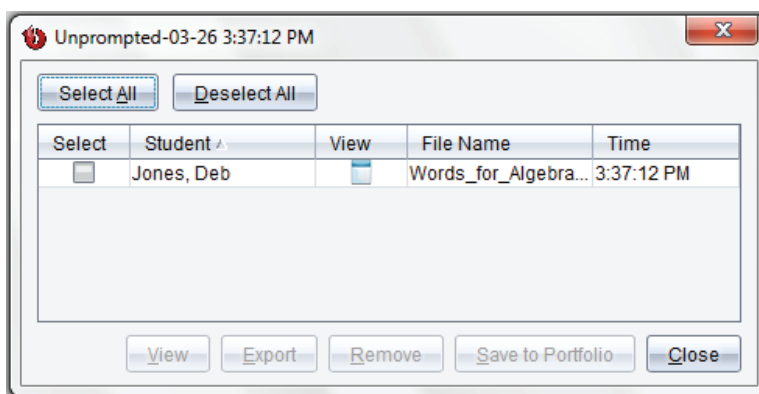 Unprompted-03-26 3:37:12 PM
Select All Deselect All
Select Student View File Name Time
Jones, Deb Words_for_Algebra... 3:37:12 PM
View Export Remove Save to Portfolio Close